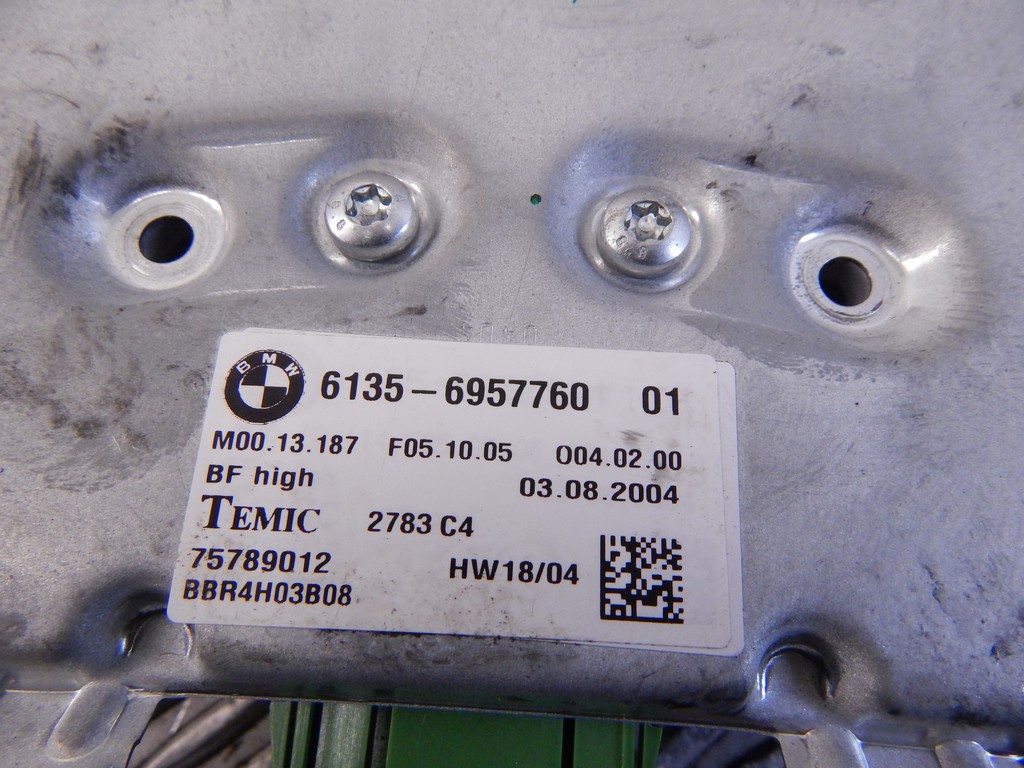 BMW 6135-6957760 01
M00.13.187 F05.10.05 O04.02.00
BF high 03.08.2004
TEMIC 2783 C4
75789012 HW18/04
BBR4H03B08